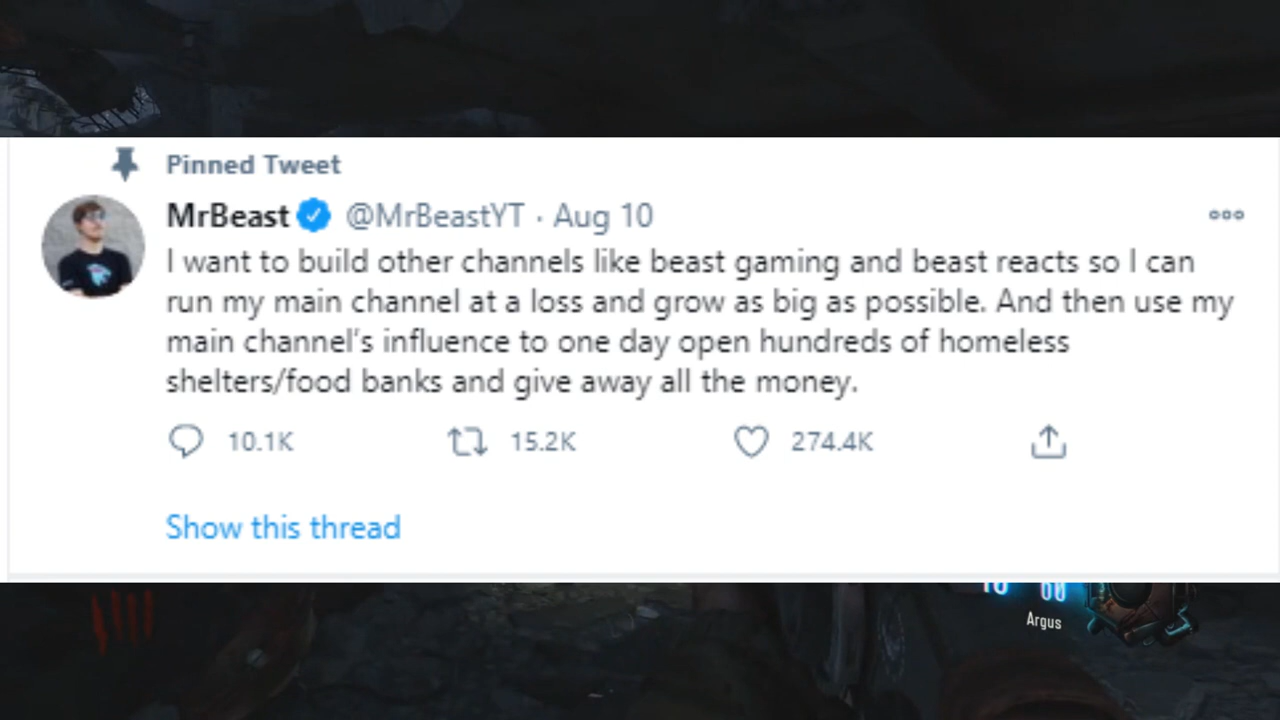 Pinned Tweet
MrBeast @MrBeastYT · Aug 10
I want to build other channels like beast gaming and beast reacts so I can
run my main channel at a loss and grow as big as possible. And then use my
main channel's influence to one day open hundreds of homeless
shelters/food banks and give away all the money.
10.1K 15.2K 274.4K
Show this thread
Argus